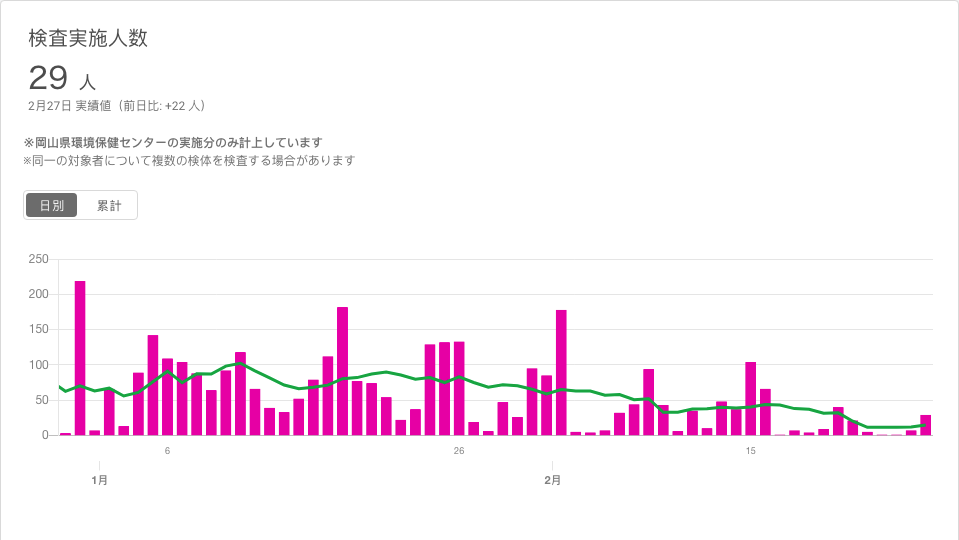 検査実施人数
29 人
2月27日 実績値（前日比: +22 人）
※岡山県環境保健センターの実施分のみ計上しています
※同一の対象者について複数の検体を検査する場合があります
日別 累計
250
200
150
100
50
0
6 26 15
1月 2月